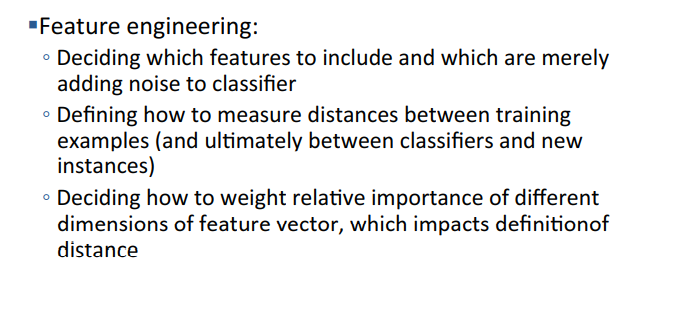 ▪Feature engineering:
◦ Deciding which features to include and which are merely
adding noise to classifier
◦ Defining how to measure distances between training
examples (and ultimately between classifiers and new
instances)
◦ Deciding how to weight relative importance of different
dimensions of feature vector, which impacts definitionof
distance